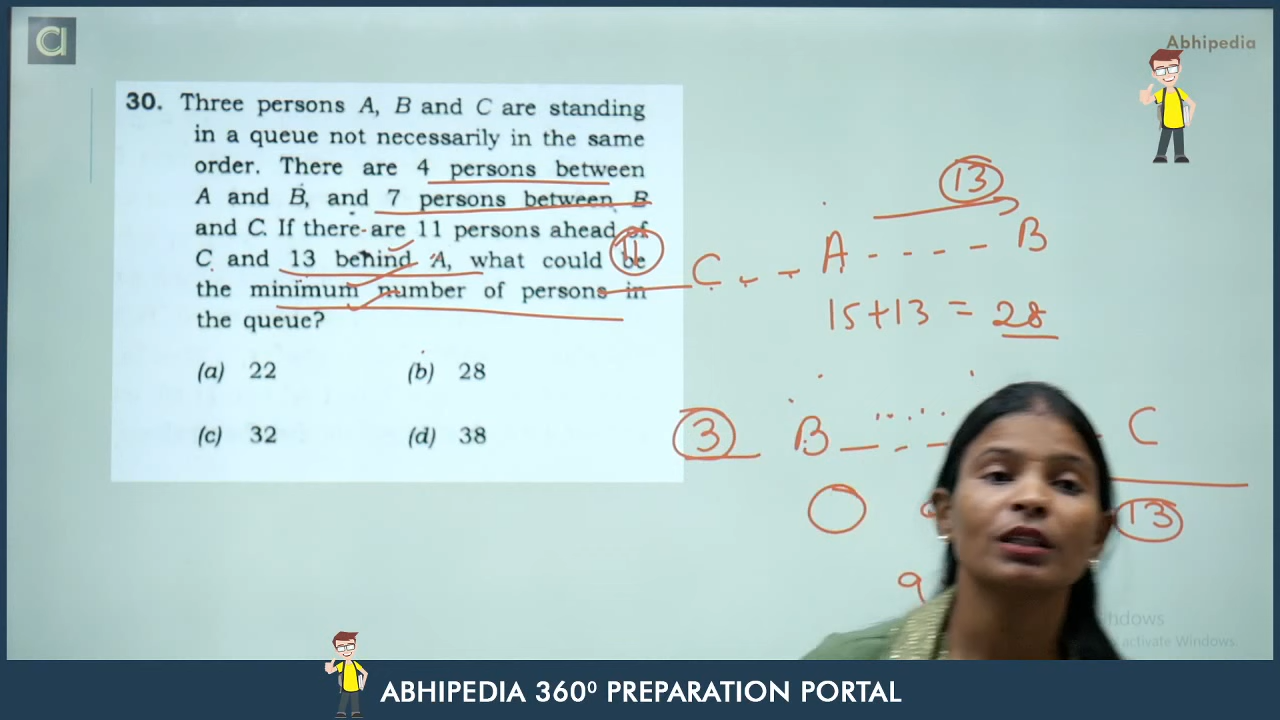 Abhipedia
30. Three persons A, B and C are standing
in a queue not necessarily in the same
order. There are 4 persons between
A and B, and 7 persons between B
and C. If there are 11 persons ahead of
C and 13 behind A, what could be
the minimum number of persons in
the queue?
(a) 22 (b) 28
(c) 32 (d) 38
13
11 C A B
15+13 = 28
3 B C
13
9
activate Windows
ABHIPEDIA 360⁰ PREPARATION PORTAL